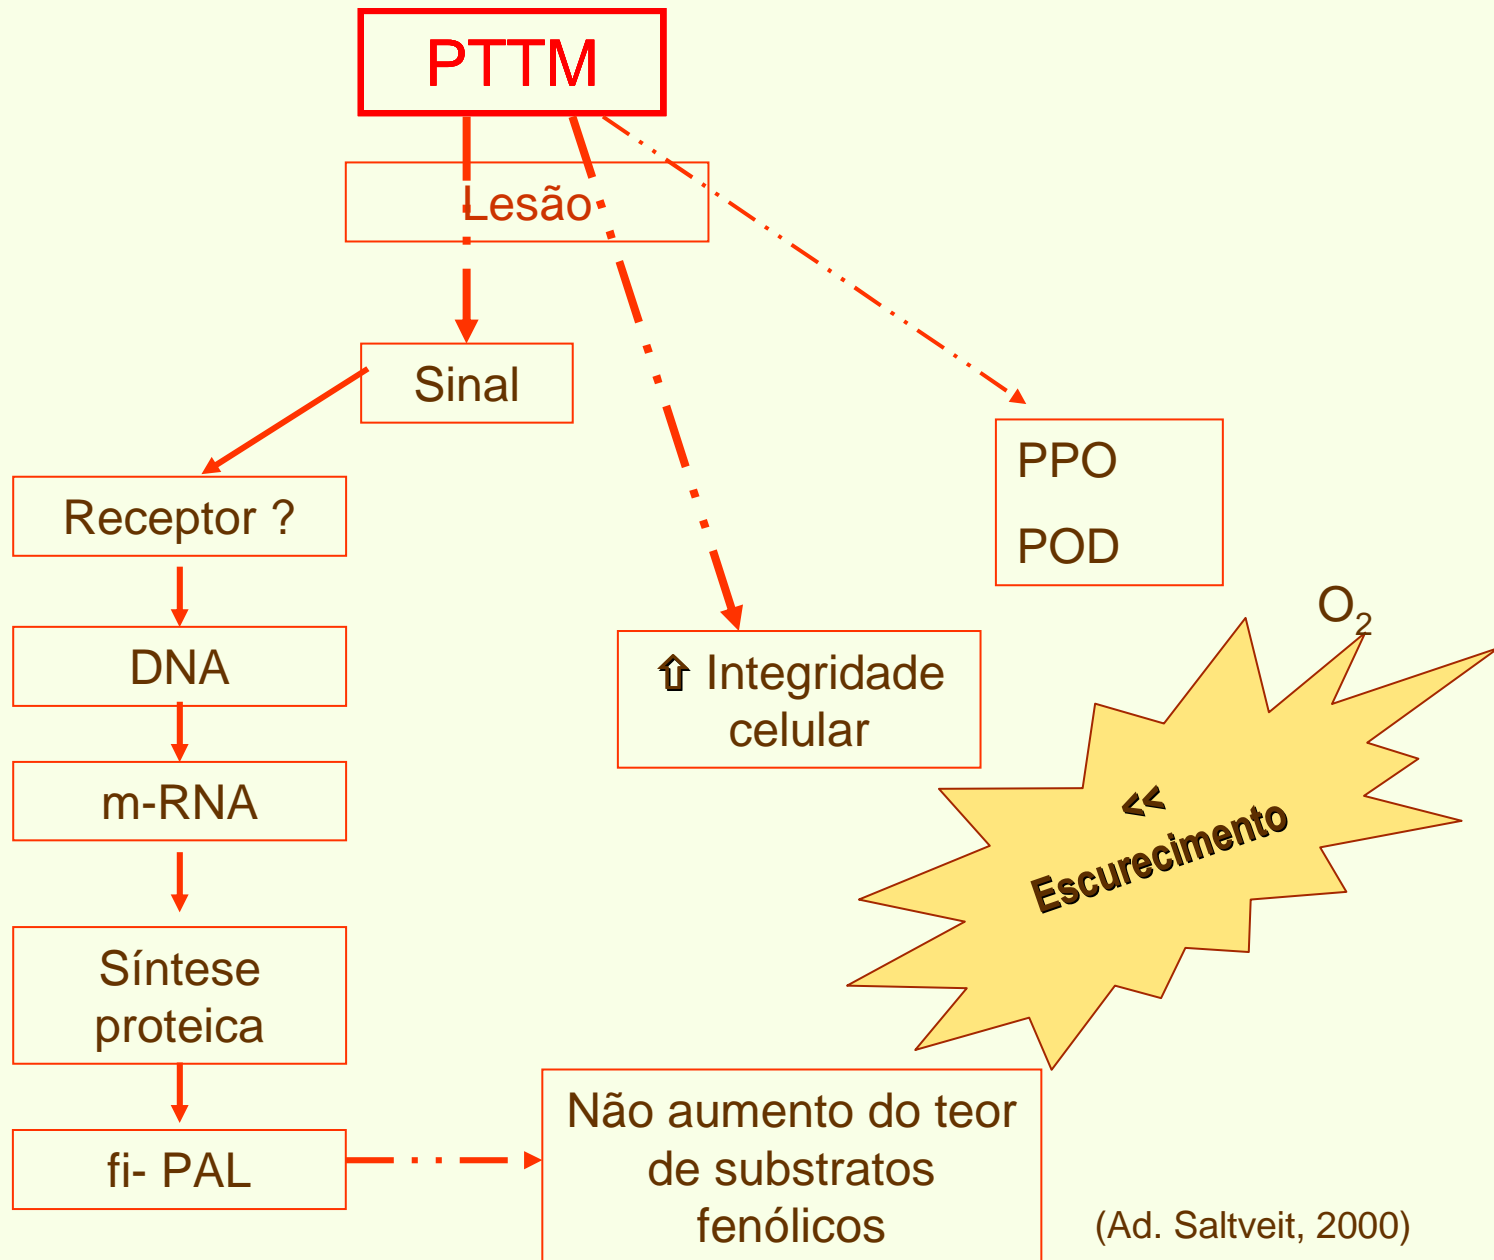 PTTM
Lesão
Sinal
Receptor ?
PPO
POD
O₂
DNA
⇧ Integridade
celular
m-RNA
<<
Escurecimento
Síntese
proteica
fi- PAL
Não aumento do teor
de substratos
fenólicos
(Ad. Saltveit, 2000)